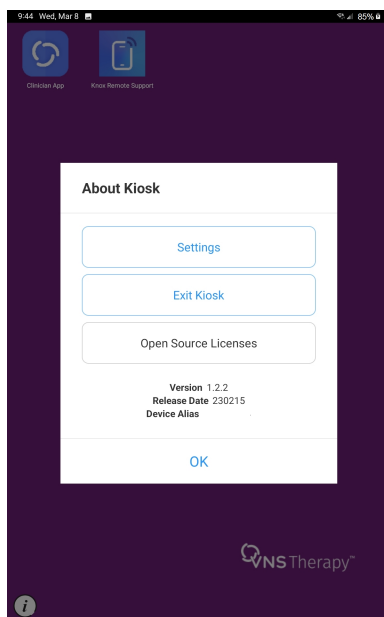 9:44 Wed, Mar 8 85%
Clinician App Knox Remote Support
About Kiosk
Settings
Exit Kiosk
Open Source Licenses
Version 1.2.2
Release Date 230215
Device Alias
VNS Therapy™
i
OK